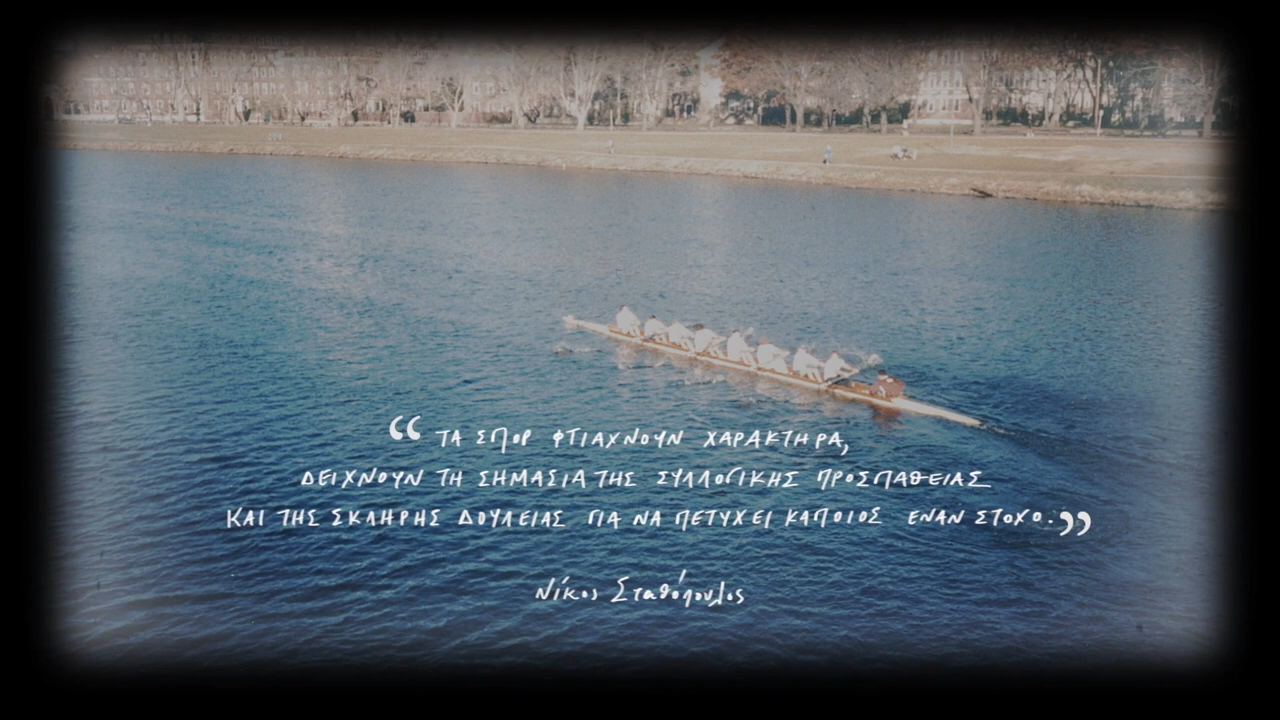 “ ΤΑ ΣΠΟΡ ΦΤΙΑΧΝΟΥΝ ΧΑΡΑΚΤΗΡΑ,
ΔΕΙΧΝΟΥΝ ΤΗ ΣΗΜΑΣΙΑ ΤΗΣ ΣΥΛΛΟΓΙΚΗΣ ΠΡΟΣΠΑΘΕΙΑΣ
ΚΑΙ ΤΗΣ ΣΚΛΗΡΗΣ ΔΟΥΛΕΙΑΣ ΓΙΑ ΝΑ ΠΕΤΥΧΕΙ ΚΑΠΟΙΟΣ ΕΝΑΝ ΣΤΟΧΟ.”
Νίκος Σταθόπουλος